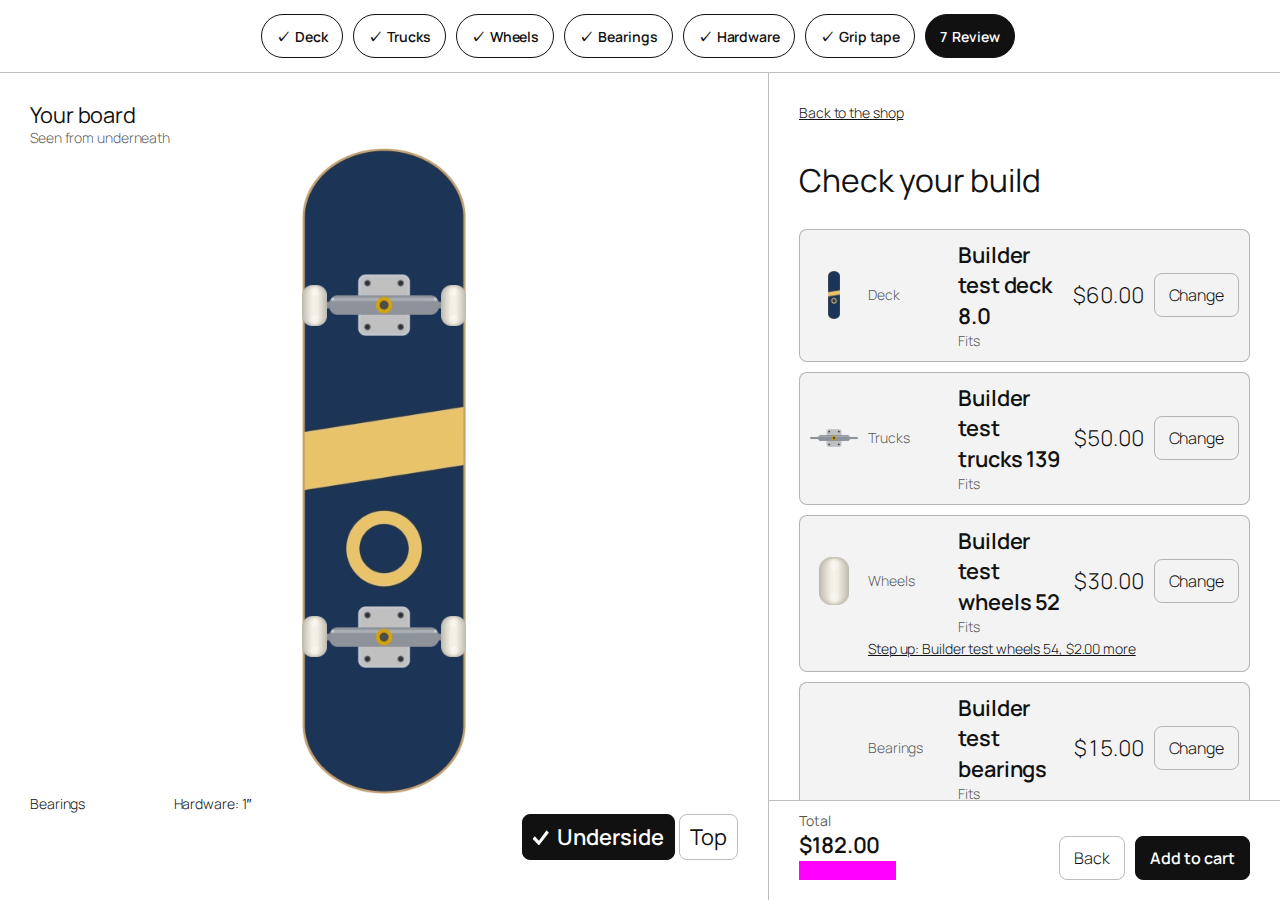 ✓ Deck
✓ Trucks
✓ Wheels
✓ Bearings
✓ Hardware
✓ Grip tape
7 Review
Your board
Seen from underneath
Bearings
Hardware: 1″
✓ Underside
Top
Back to the shop
Check your build
Deck
Builder
test deck
8.0
Fits
$60.00
Change
Trucks
Builder
test
trucks 139
Fits
$50.00
Change
Wheels
Builder
test
wheels 52
Fits
$30.00
Change
Step up: Builder test wheels 54, $2.00 more
Bearings
Builder
test
bearings
Fits
$15.00
Change
Total
$182.00
Back
Add to cart